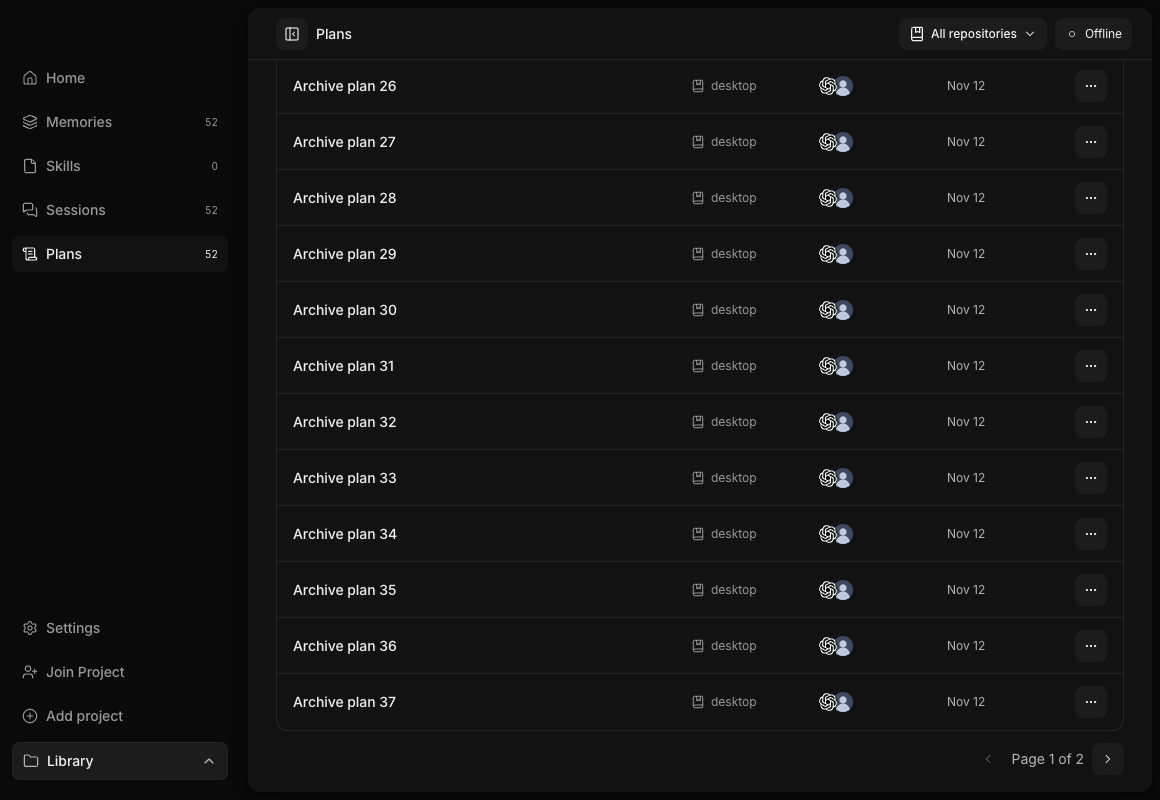 Plans
All repositories
Offline
Home
Memories 52
Skills 0
Sessions 52
Plans 52
Archive plan 26 desktop Nov 12
Archive plan 27 desktop Nov 12
Archive plan 28 desktop Nov 12
Archive plan 29 desktop Nov 12
Archive plan 30 desktop Nov 12
Archive plan 31 desktop Nov 12
Archive plan 32 desktop Nov 12
Archive plan 33 desktop Nov 12
Archive plan 34 desktop Nov 12
Archive plan 35 desktop Nov 12
Archive plan 36 desktop Nov 12
Archive plan 37 desktop Nov 12
Settings
Join Project
Add project
Library
Page 1 of 2